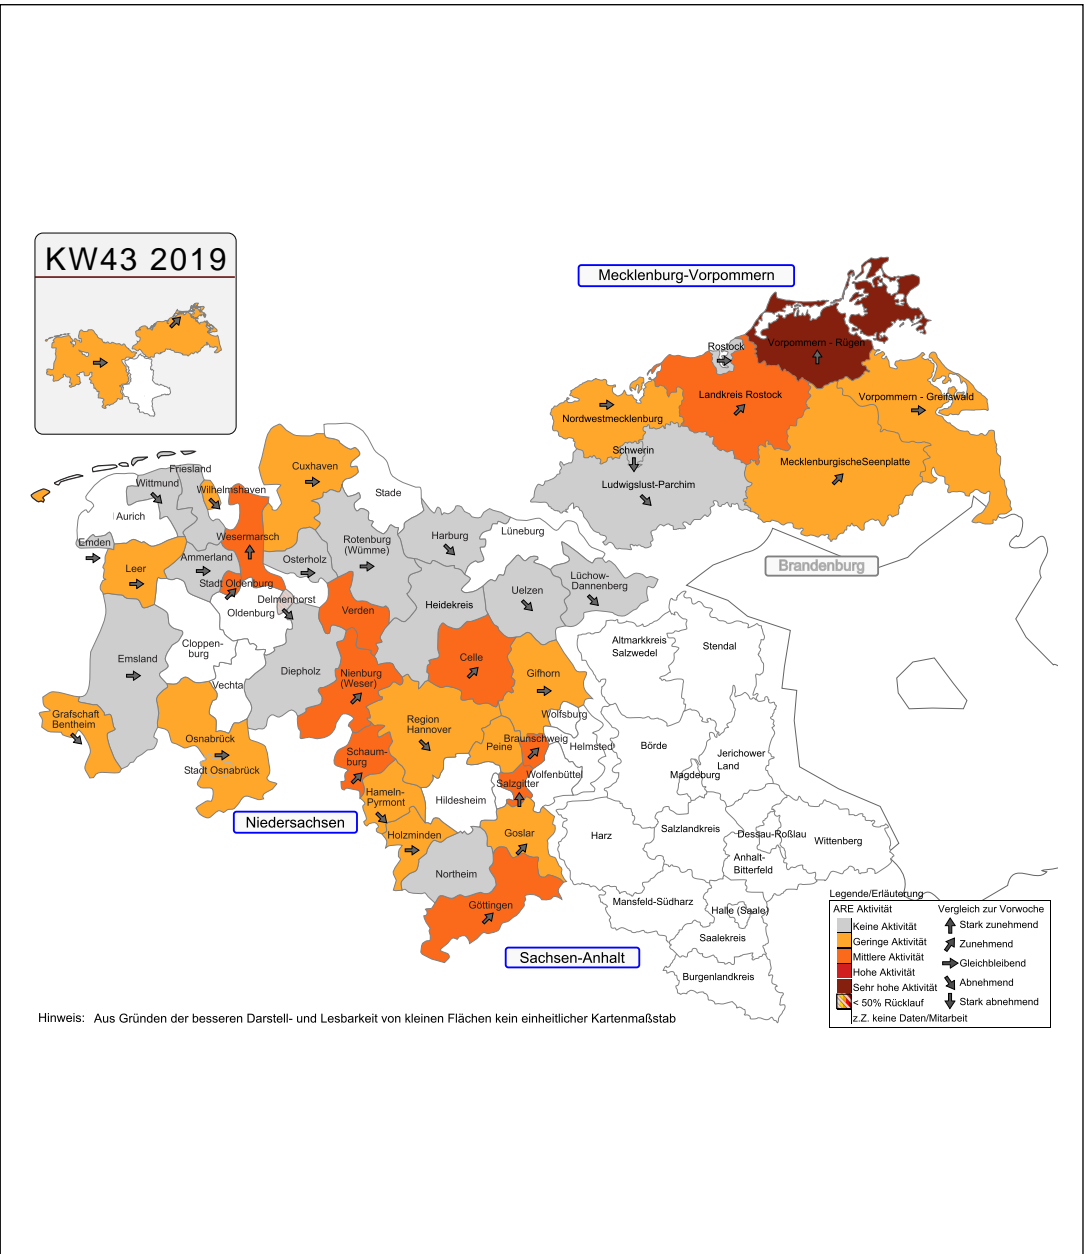 KW43 2019
Mecklenburg-Vorpommern
Rostock
Vorpommern - Rügen
Landkreis Rostock
Vorpommern - Greifswald
Nordwestmecklenburg
Schwerin
MecklenburgischeSeenplatte
Ludwigslust-Parchim
Brandenburg
Cuxhaven
Friesland
Wittmund
Wilhelmshaven
Stade
Aurich
Lüneburg
Emden
Wesermarsch
Rotenburg
(Wümme)
Harburg
Leer
Ammerland
Osterholz
Stadt Oldenburg
Delmenhorst
Oldenburg
Verden
Heidekreis
Uelzen
Lüchow-
Dannenberg
Emsland
Cloppen-
burg
Vechta
Diepholz
Nienburg
(Weser)
Celle
Gifhorn
Altmarkkreis
Salzwedel
Stendal
Grafschaft
Bentheim
Osnabrück
Stadt Osnabrück
Region
Hannover
Wolfsburg
Peine
Braunschweig
Helmstedt
Börde
Jerichower
Land
Schaum-
burg
Wolfenbüttel
Salzgitter
Magdeburg
Hameln-
Pyrmont
Hildesheim
Niedersachsen
Holzminden
Goslar
Harz
Salzlandkreis
Dessau-Roßlau
Wittenberg
Northeim
Anhalt-
Bitterfeld
Göttingen
Mansfeld-Südharz
Halle (Saale)
Saalekreis
Sachsen-Anhalt
Burgenlandkreis
Legende/Erläuterung
ARE Aktivität
Vergleich zur Vorwoche
Keine Aktivität
Stark zunehmend
Geringe Aktivität
Zunehmend
Mittlere Aktivität
Gleichbleibend
Hohe Aktivität
Abnehmend
Sehr hohe Aktivität
Stark abnehmend
< 50% Rücklauf
z.Z. keine Daten/Mitarbeit
Hinweis: Aus Gründen der besseren Darstell- und Lesbarkeit von kleinen Flächen kein einheitlicher Kartenmaßstab